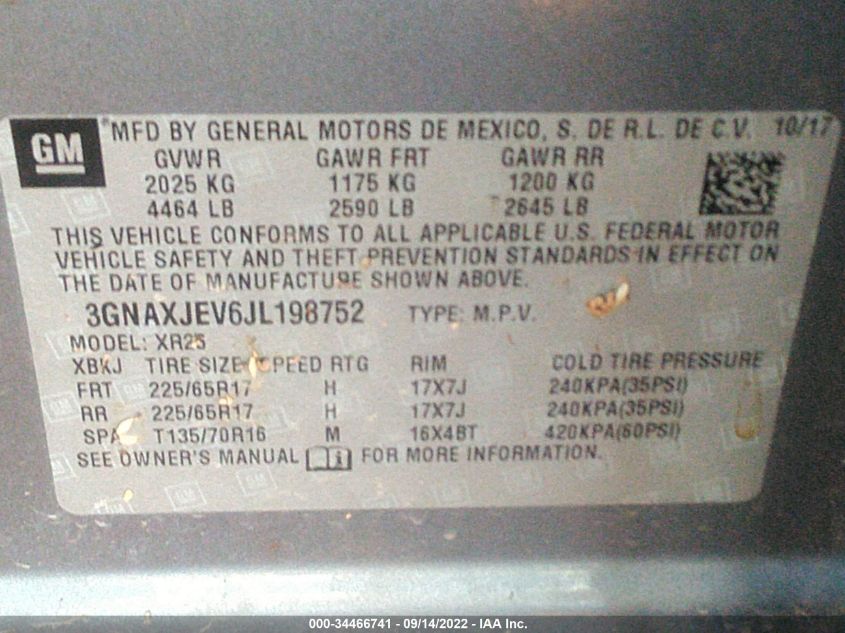 GM
MFD BY GENERAL MOTORS DE MEXICO, S. DE R.L. DE C.V. 10/17
GVWR GAWR FRT GAWR RR
2025 KG 1175 KG 1200 KG
4464 LB 2590 LB 2645 LB
THIS VEHICLE CONFORMS TO ALL APPLICABLE U.S. FEDERAL MOTOR
VEHICLE SAFETY AND THEFT PREVENTION STANDARDS IN EFFECT ON
THE DATE OF MANUFACTURE SHOWN ABOVE.
3GNAXJEV6JL198752 TYPE: M.P.V.
MODEL: XR25
XBKJ TIRE SIZE SPEED RTG RIM COLD TIRE PRESSURE
FRT 225/65R17 H 17X7J 240KPA(35PSI)
RR 225/65R17 H 17X7J 240KPA(35PSI)
SPA T135/70R16 M 16X4BT 420KPA(60PSI)
SEE OWNER'S MANUAL FOR MORE INFORMATION.
000-34466741 - 09/14/2022 - IAA Inc.